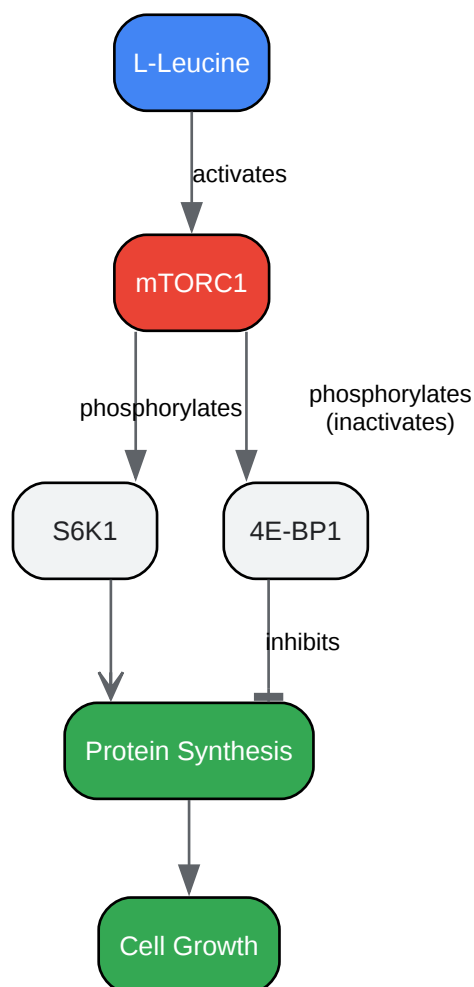 L-Leucine
activates
mTORC1
phosphorylates
phosphorylates
(inactivates)
S6K1
4E-BP1
inhibits
Protein Synthesis
Cell Growth